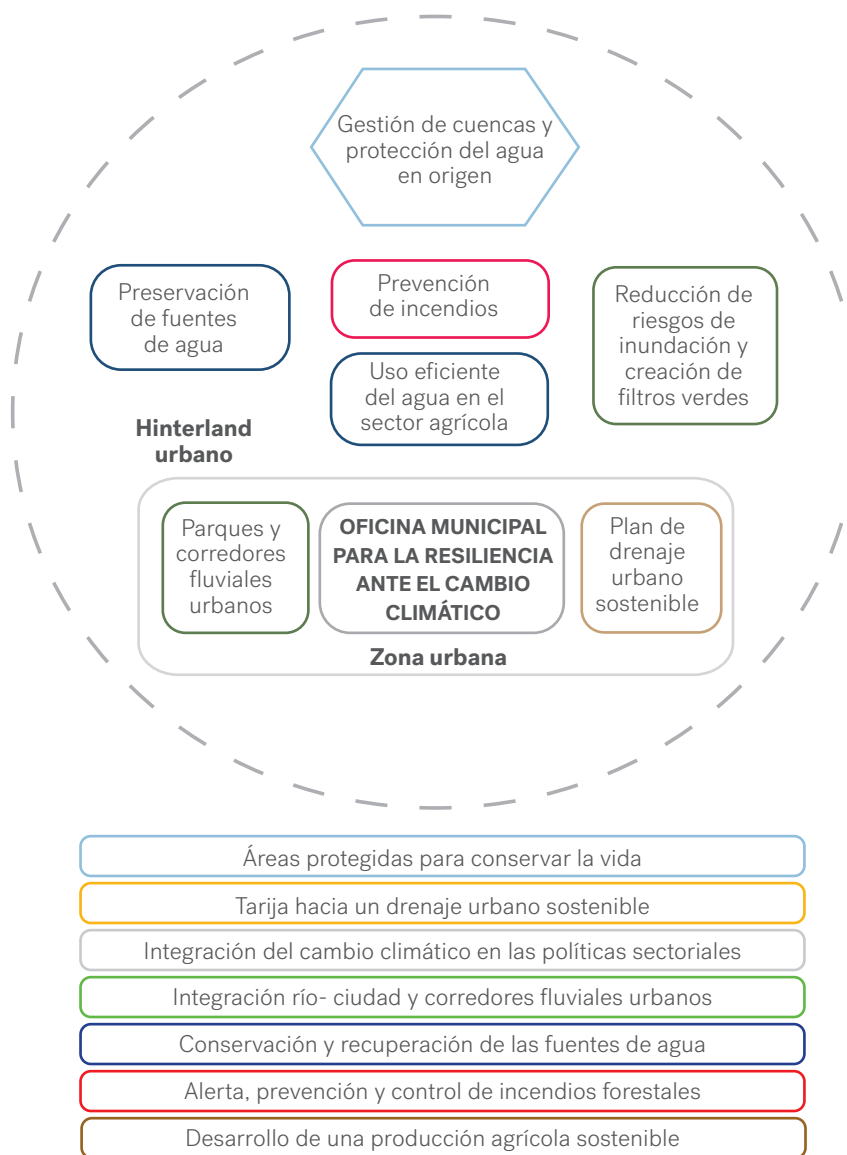 Gestión de cuencas y
protección del agua
en origen
Preservación
de fuentes
de agua
Prevención
de incendios
Uso eficiente
del agua en el
sector agrícola
Reducción de
riesgos de
inundación y
creación de
filtros verdes
Hinterland
urbano
Parques y
corredores
fluviales
urbanos
OFICINA MUNICIPAL
PARA LA RESILIENCIA
ANTE EL CAMBIO
CLIMÁTICO
Plan de
drenaje
urbano
sostenible
Zona urbana
Áreas protegidas para conservar la vida
Tarija hacia un drenaje urbano sostenible
Integración del cambio climático en las políticas sectoriales
Integración río- ciudad y corredores fluviales urbanos
Conservación y recuperación de las fuentes de agua
Alerta, prevención y control de incendios forestales
Desarrollo de una producción agrícola sostenible